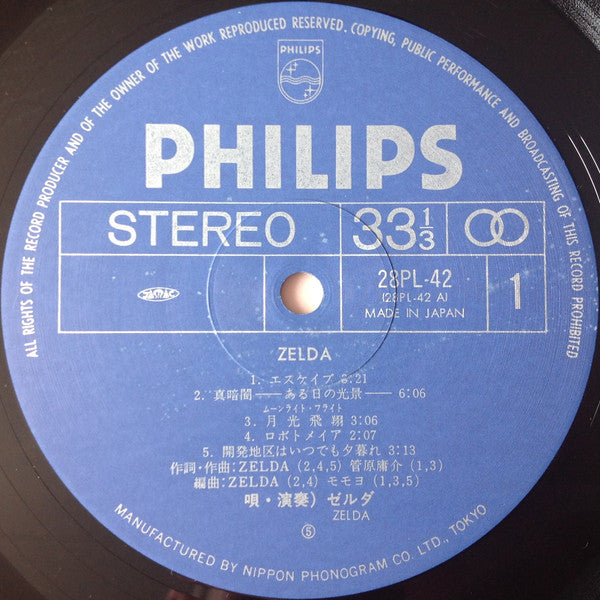 ALL RIGHTS OF THE RECORD PRODUCER AND OF THE OWNER OF THE WORK REPRODUCED RESERVED. COPYING, PUBLIC PERFORMANCE AND BROADCASTING OF THIS RECORD PROHIBITED
PHILIPS
PHILIPS
STEREO 33 1/3
28PL-42
(28PL-42 A)
MADE IN JAPAN
1
ZELDA
1. エスケイプ 3:21
2. 真暗闇——ある日の光景—— 6:06
ムーンライト・フライト
3. 月光飛翔 3:06
4. ロボトメイア 2:07
5. 開発地区はいつでも夕暮れ 3:13
作詞・作曲:ZELDA (2,4,5) 菅原庸介 (1,3)
編曲:ZELDA (2,4) モモヨ (1,3,5)
唄・演奏) ゼルダ
ZELDA
⑤
MANUFACTURED BY NIPPON PHONOGRAM CO. LTD., TOKYO